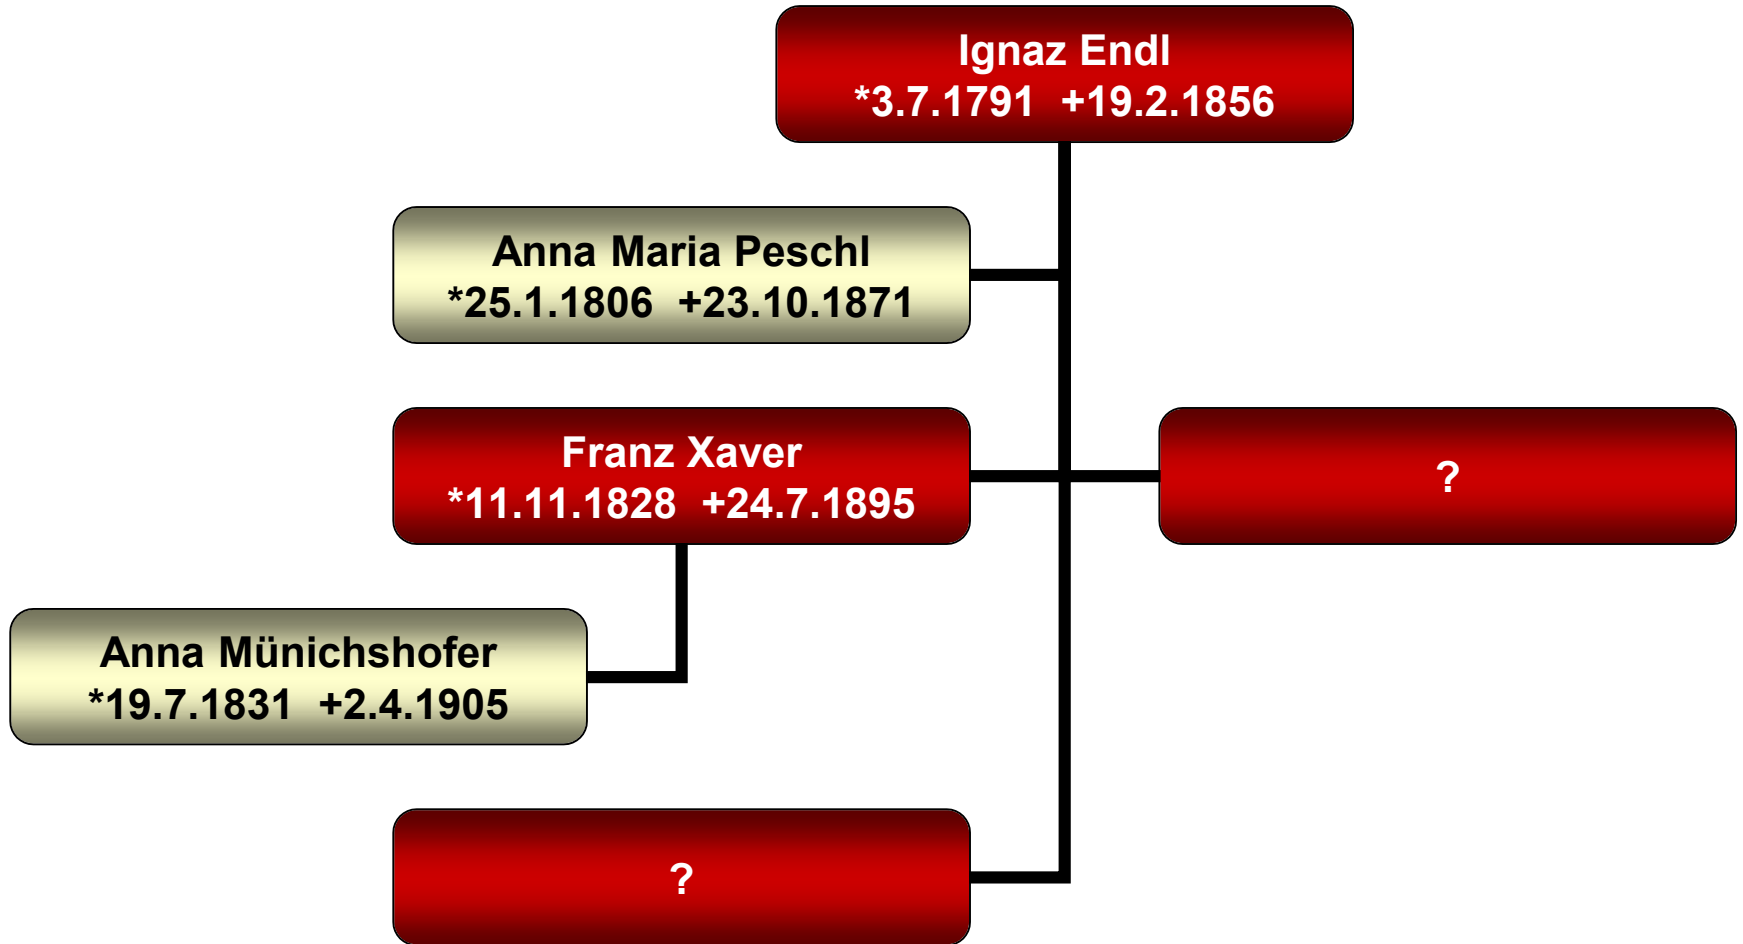 Ignaz Endl
*3.7.1791 +19.2.1856
Anna Maria Peschl
*25.1.1806 +23.10.1871
Franz Xaver
*11.11.1828 +24.7.1895
?
Anna Münichshofer
*19.7.1831 +2.4.1905
?